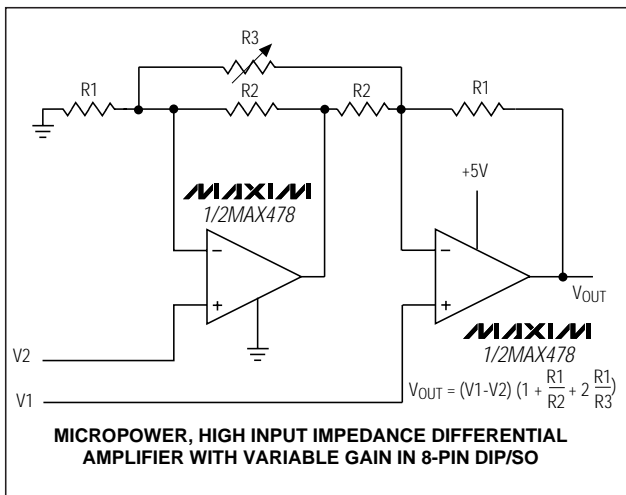 R3
R1
R2
R2
R1
+5V
MAXIM
1/2MAX478
−
+
−
+
VOUT
MAXIM
1/2MAX478
V2
V1
VOUT = (V1-V2) (1 + R1/R2 + 2 R1/R3)
MICROPOWER, HIGH INPUT IMPEDANCE DIFFERENTIAL
AMPLIFIER WITH VARIABLE GAIN IN 8-PIN DIP/SO